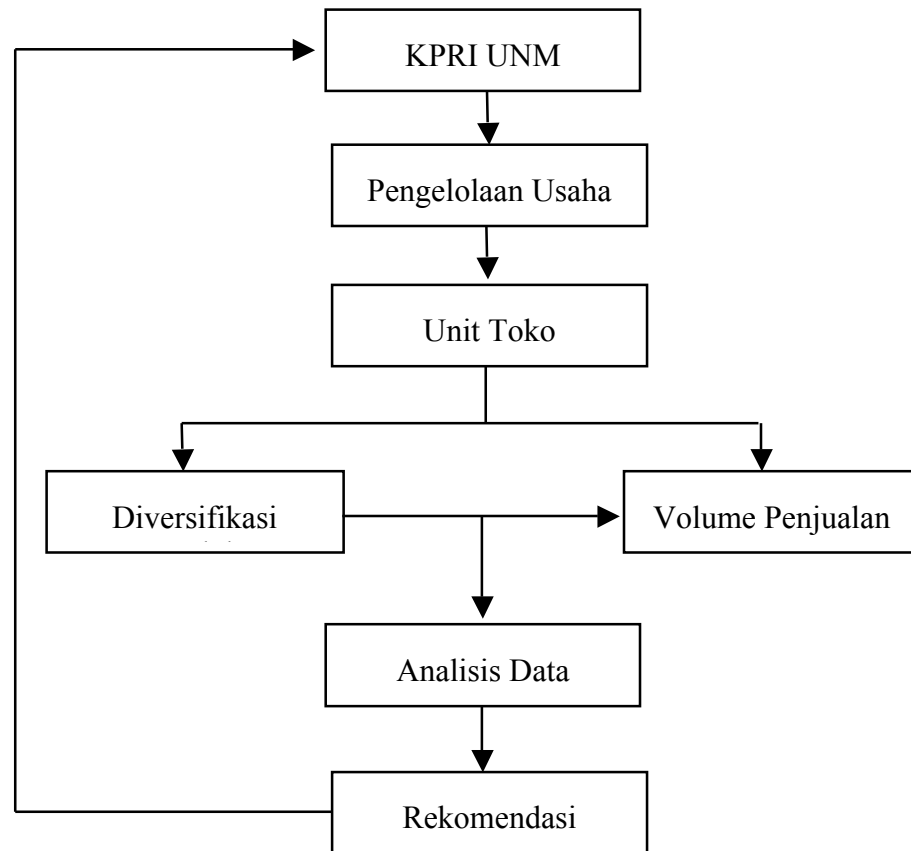 KPRI UNM
Pengelolaan Usaha
Unit Toko
Diversifikasi
Volume Penjualan
Analisis Data
Rekomendasi